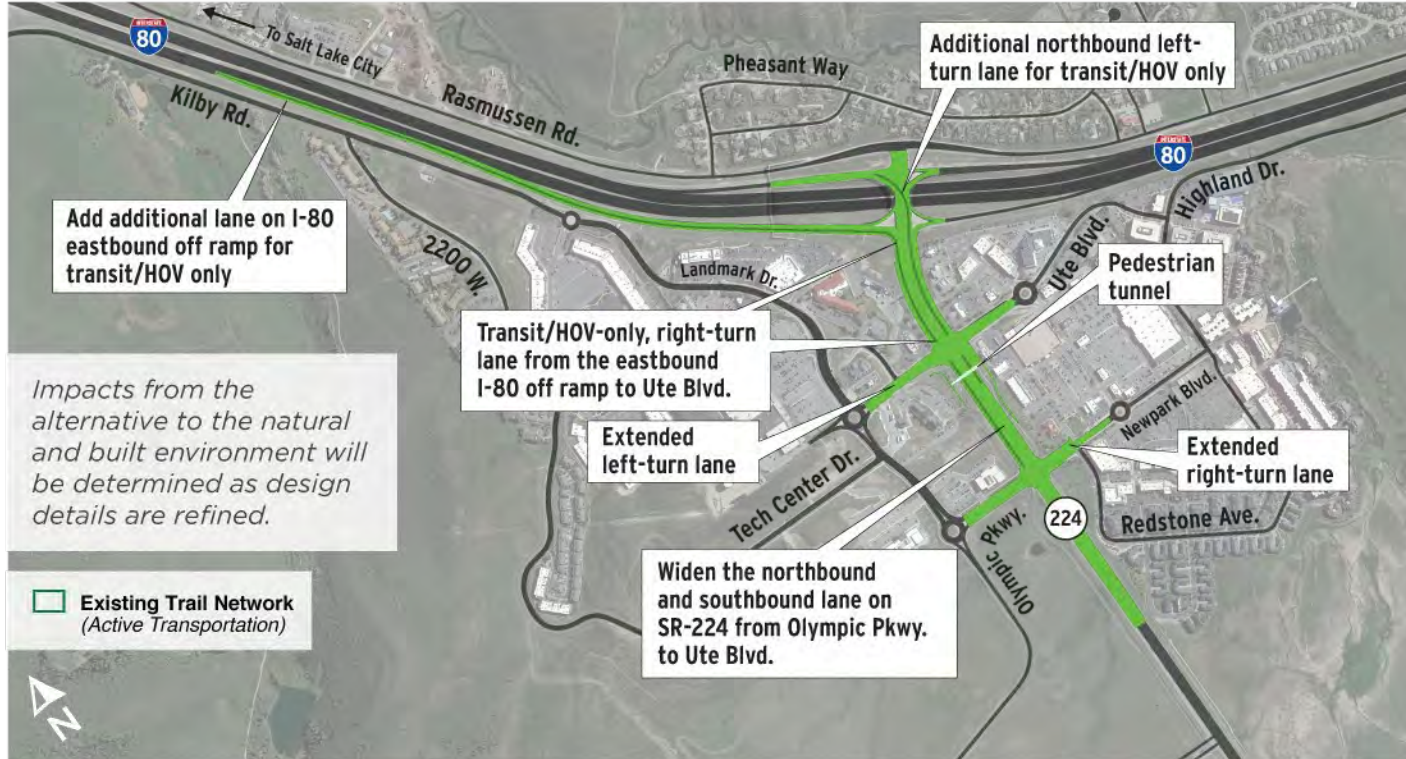 INTERSTATE
80
To Salt Lake City
Kilby Rd.
Rasmussen Rd.
Pheasant Way
Additional northbound left-
turn lane for transit/HOV only
INTERSTATE
80
Highland Dr.
Add additional lane on I-80
eastbound off ramp for
transit/HOV only
2200 W.
Landmark Dr.
Ute Blvd.
Pedestrian
tunnel
Transit/HOV-only, right-turn
lane from the eastbound
I-80 off ramp to Ute Blvd.
Impacts from the
alternative to the natural
and built environment will
be determined as design
details are refined.
Extended
left-turn lane
Newpark Blvd.
Extended
right-turn lane
Tech Center Dr.
Olympic Pkwy.
224
Redstone Ave.
Widen the northbound
and southbound lane on
SR-224 from Olympic Pkwy.
to Ute Blvd.
Existing Trail Network
(Active Transportation)
N